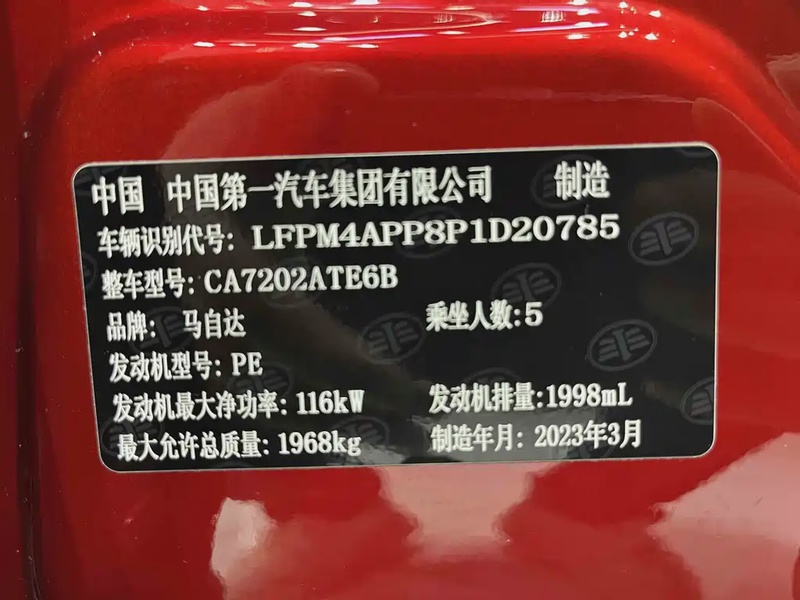 中国 中国第一汽车集团有限公司 制造
车辆识别代号: LFPM4APP8P1D20785
整车型号: CA7202ATE6B
品牌: 马自达 乘坐人数: 5
发动机型号: PE
发动机最大净功率: 116kW 发动机排量: 1998mL
最大允许总质量: 1968kg 制造年月: 2023年3月